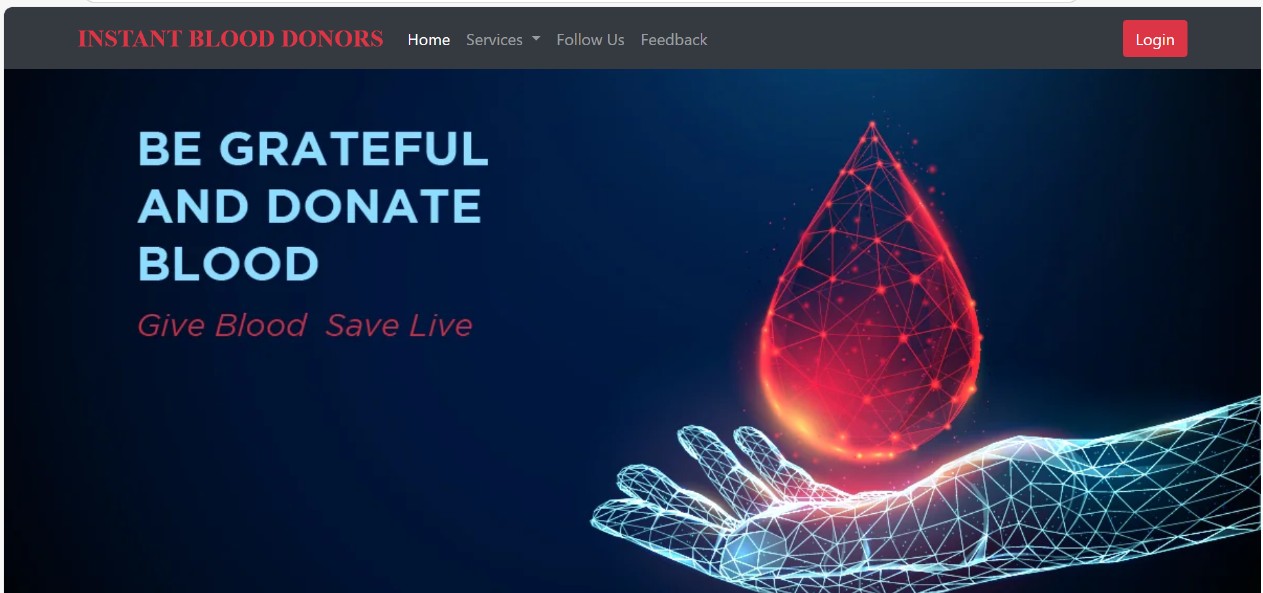 INSTANT BLOOD DONORS Home Services Follow Us Feedback Login
BE GRATEFUL
AND DONATE
BLOOD
Give Blood Save Live